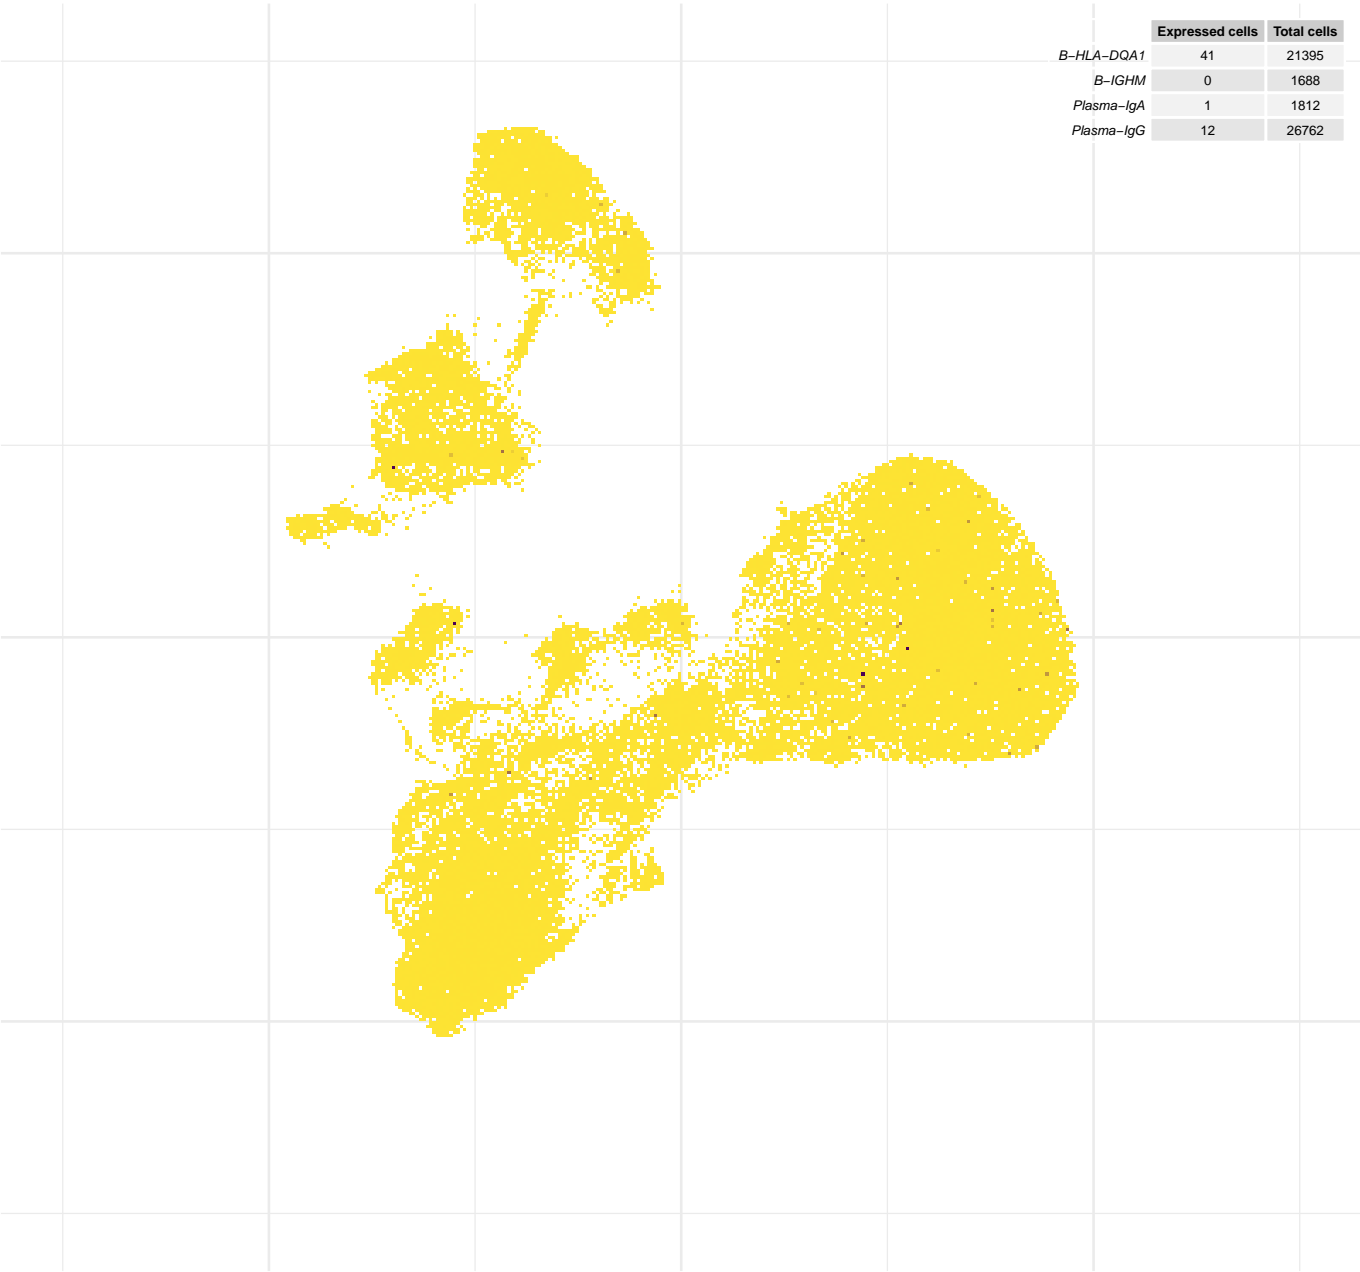 Expressed cells Total cells
B−HLA−DQA1 41 21395
B−IGHM 0 1688
Plasma−IgA 1 1812
Plasma−IgG 12 26762